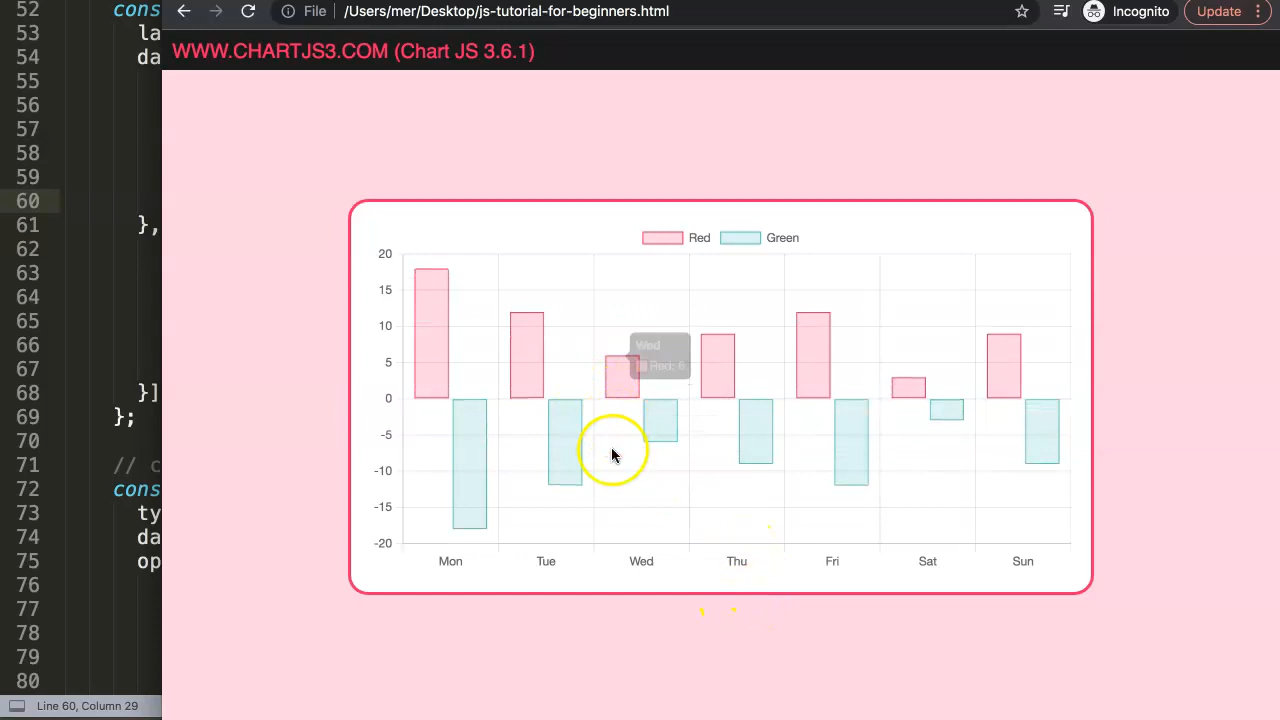 52 cons
53 la
54 da
55
56
57
58
59
60
61 },
62
63
64
65
66
67
68 }]
69 };
70
71 // c
72 cons
73 ty
74 da
75 op
76
77
78
79
80
Line 60, Column 29
File /Users/mer/Desktop/js-tutorial-for-beginners.html Incognito Update
WWW.CHARTJS3.COM (Chart JS 3.6.1)
Red Green
20
15
10
5
0
-5
-10
-15
-20
Wed
Red: 6
Mon Tue Wed Thu Fri Sat Sun